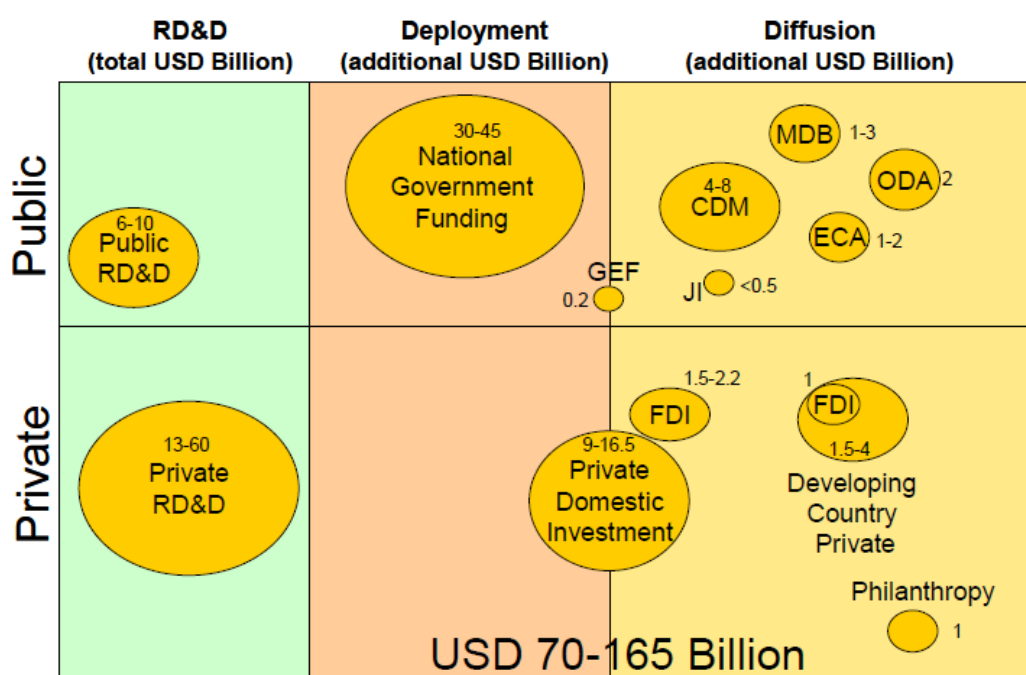 RD&D
(total USD Billion)
Deployment
(additional USD Billion)
Diffusion
(additional USD Billion)
Public
6-10
Public
RD&D
30-45
National
Government
Funding
GEF
0.2
4-8
CDM
MDB
1-3
ODA
2
ECA
1-2
JI
<0.5
Private
13-60
Private
RD&D
9-16.5
Private
Domestic
Investment
1.5-2.2
FDI
1
FDI
1.5-4
Developing
Country
Private
Philanthropy
1
USD 70-165 Billion